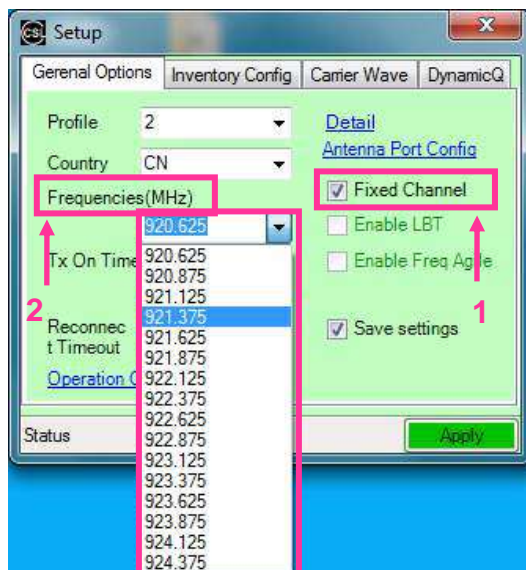 CSL Setup
Gerenal Options Inventory Config Carrier Wave DynamicQ
Profile 2 Detail
Antenna Port Config
Country CN
Frequencies(MHz) Fixed Channel
920.625 Enable LBT
Tx On Time 920.625 Enable Freq Agile
920.875
921.125
2 921.375 1
Reconnec 921.625 Save settings
t Timeout 921.875
Operation 922.125
922.375
922.625
Status 922.875 Apply
923.125
923.375
923.625
923.875
924.125
924.375